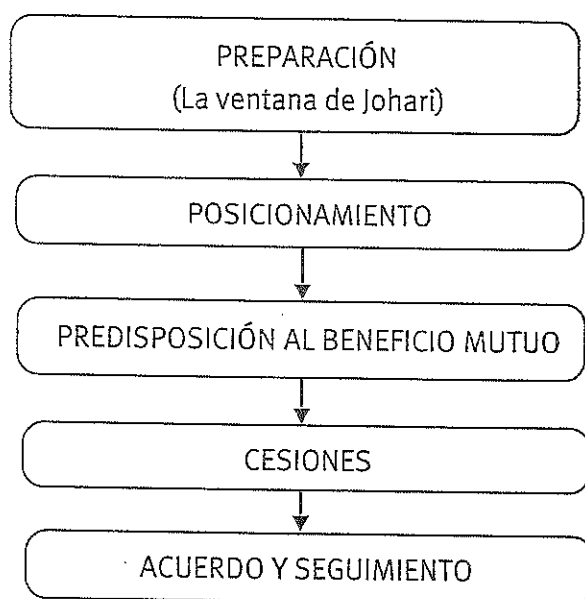 PREPARACIÓN
(La ventana de Johari)
POSICIONAMIENTO
PREDISPOSICIÓN AL BENEFICIO MUTUO
CESIONES
ACUERDO Y SEGUIMIENTO